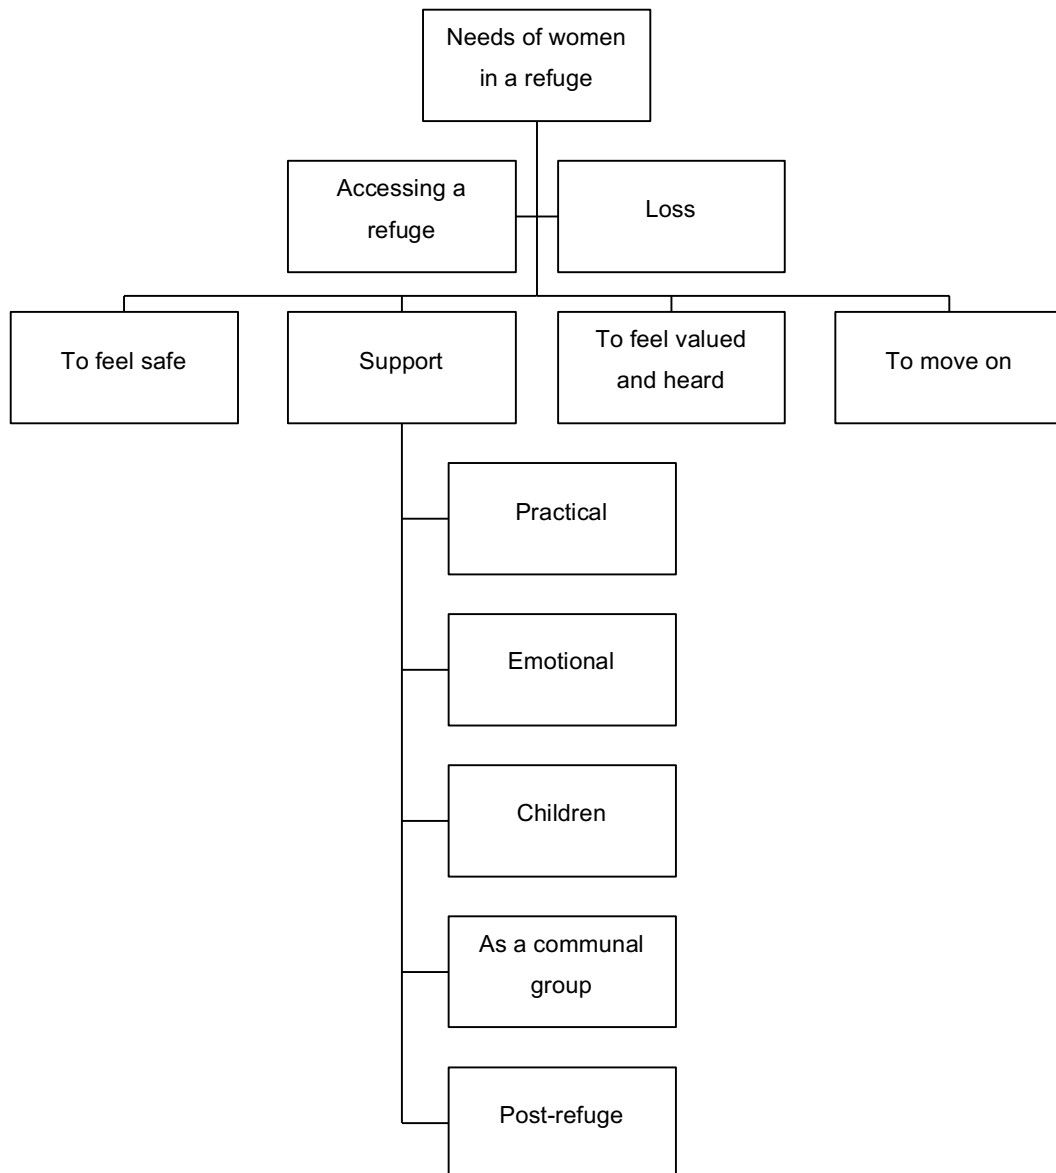 Needs of women
in a refuge
Accessing a
refuge
Loss
To feel safe
Support
To feel valued
and heard
To move on
Practical
Emotional
Children
As a communal
group
Post-refuge